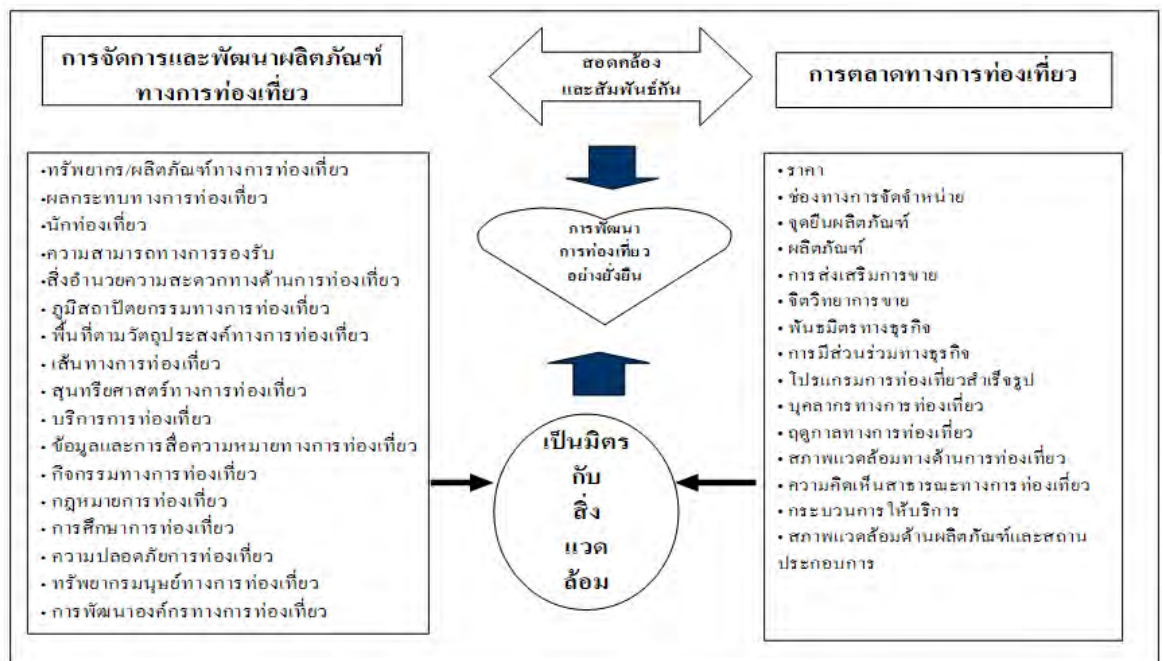 การจัดการและพัฒนาผลิตภัณฑ์
ทางการท่องเที่ยว
สอดคล้อง
และสัมพันธ์กัน
การตลาดทางการท่องเที่ยว
•ทรัพยากร/ผลิตภัณฑ์ทางการท่องเที่ยว
•ผลกระทบทางการท่องเที่ยว
•นักท่องเที่ยว
•ความสามารถทางการรองรับ
•สิ่งอำนวยความสะดวกทางด้านการท่องเที่ยว
• ภูมิสถาปัตยกรรมทางการท่องเที่ยว
• พื้นที่ตามวัตถุประสงค์ทางการท่องเที่ยว
•เส้นทางการท่องเที่ยว
• สุนทรียศาสตร์ทางการท่องเที่ยว
• บริการการท่องเที่ยว
• ข้อมูลและการสื่อความหมายทางการท่องเที่ยว
• กิจกรรมทางการท่องเที่ยว
• กฎหมายการท่องเที่ยว
• การศึกษาการท่องเที่ยว
• ความปลอดภัยการท่องเที่ยว
• ทรัพยากรมนุษย์ทางการท่องเที่ยว
• การพัฒนาองค์กรทางการท่องเที่ยว
การพัฒนา
การท่องเที่ยว
อย่างยั่งยืน
เป็นมิตร
กับ
สิ่ง
แวด
ล้อม
• ราคา
• ช่องทางการจัดจำหน่าย
• จุดยืนผลิตภัณฑ์
• ผลิตภัณฑ์
• การส่งเสริมการขาย
• จิตวิทยาการขาย
• พันธมิตรทางธุรกิจ
• การมีส่วนร่วมทางธุรกิจ
• โปรแกรมการท่องเที่ยวสำเร็จรูป
• บุคลากรทางการท่องเที่ยว
• ฤดูกาลทางการท่องเที่ยว
• สภาพแวดล้อมทางด้านการท่องเที่ยว
• ความคิดเห็นสาธารณะทางการท่องเที่ยว
• กระบวนการให้บริการ
• สภาพแวดล้อมด้านผลิตภัณฑ์และสถาน
ประกอบการ